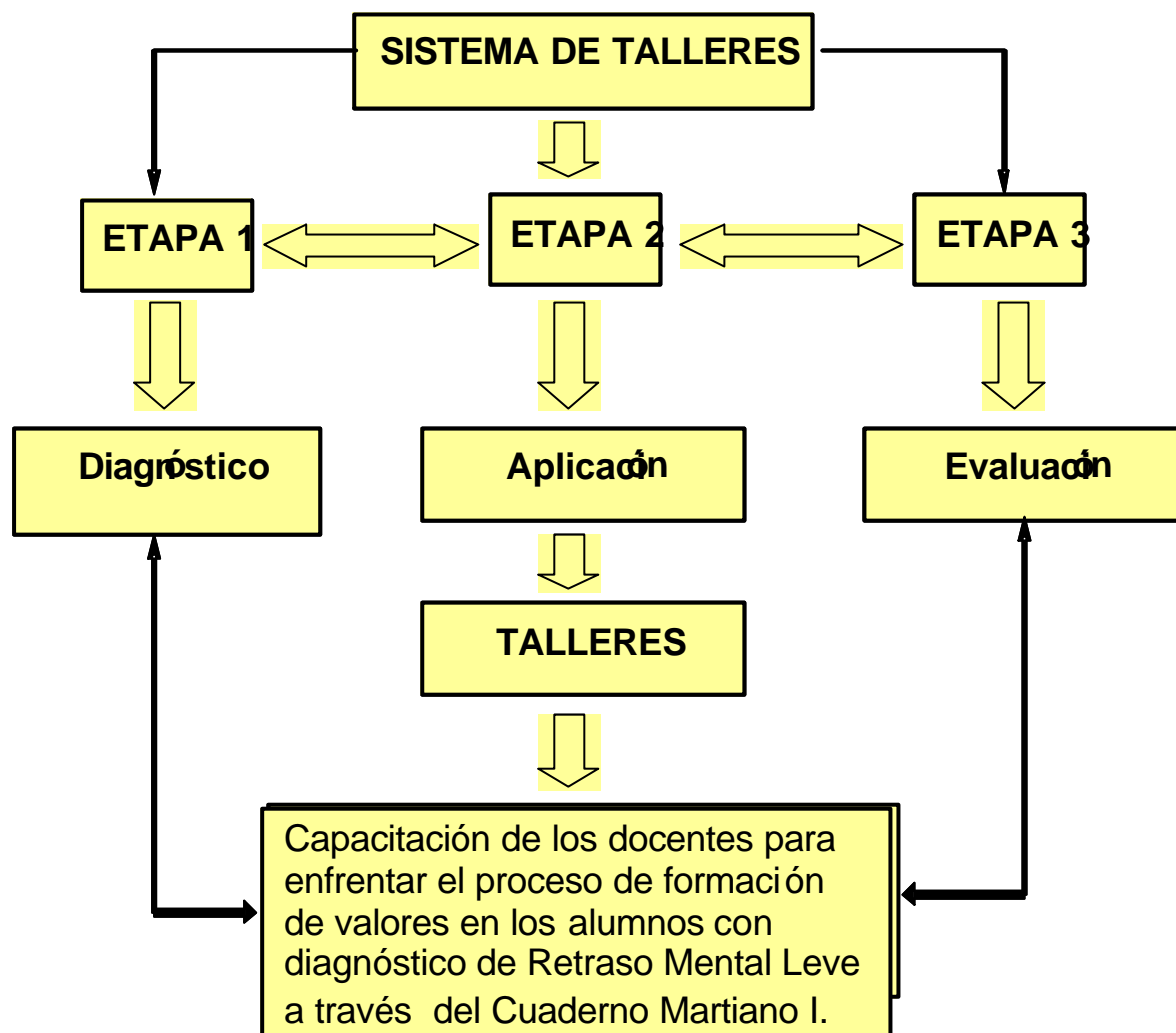 SISTEMA DE TALLERES
ETAPA 1
ETAPA 2
ETAPA 3
Diagnóstico
Aplicación
Evaluación
TALLERES
Capacitación de los docentes para
enfrentar el proceso de formación
de valores en los alumnos con
diagnóstico de Retraso Mental Leve
a través del Cuaderno Martiano I.